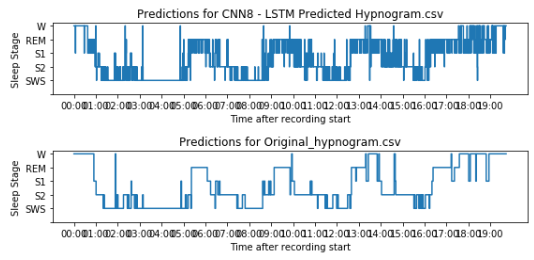 Predictions for CNN8 - LSTM Predicted Hypnogram.csv
W
REM
S1
S2
SWS
Sleep Stage
00:00 01:00 02:00 03:00 04:00 05:00 06:00 07:00 08:00 09:00 10:00 11:00 12:00 13:00 14:00 15:00 16:00 17:00 18:00 19:00
Time after recording start
Predictions for Original_hypnogram.csv
W
REM
S1
S2
SWS
Sleep Stage
00:00 01:00 02:00 03:00 04:00 05:00 06:00 07:00 08:00 09:00 10:00 11:00 12:00 13:00 14:00 15:00 16:00 17:00 18:00 19:00
Time after recording start